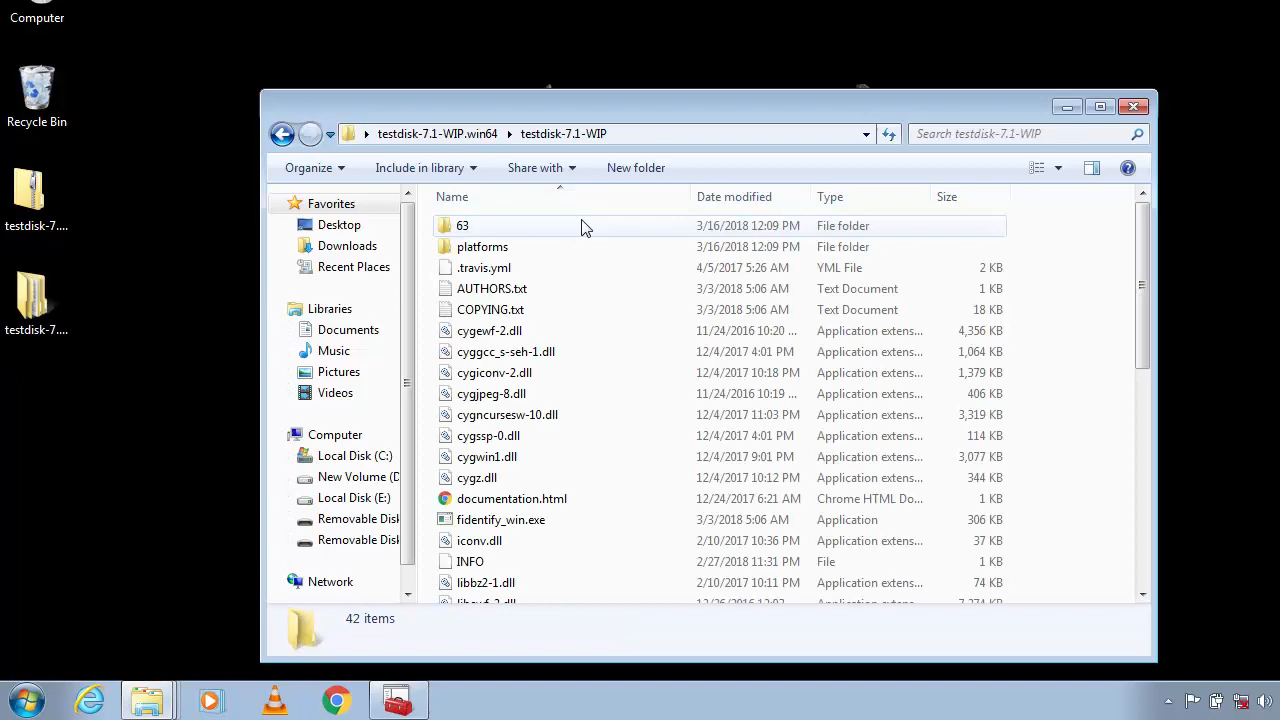 Computer
Recycle Bin
testdisk-7....
testdisk-7....
testdisk-7.1-WIP.win64 testdisk-7.1-WIP
Search testdisk-7.1-WIP
Organize Include in library Share with New folder
Favorites
Desktop
Downloads
Recent Places
Libraries
Documents
Music
Pictures
Videos
Computer
Local Disk (C:)
New Volume (D
Local Disk (E:)
Removable Disk
Removable Disk
Network
Name Date modified Type Size
63 3/16/2018 12:09 PM File folder
platforms 3/16/2018 12:09 PM File folder
.travis.yml 4/5/2017 5:26 AM YML File 2 KB
AUTHORS.txt 3/3/2018 5:06 AM Text Document 1 KB
COPYING.txt 3/3/2018 5:06 AM Text Document 18 KB
cygewf-2.dll 11/24/2016 10:20 ... Application extens... 4,356 KB
cyggcc_s-seh-1.dll 12/4/2017 4:01 PM Application extens... 1,064 KB
cygiconv-2.dll 12/4/2017 10:18 PM Application extens... 1,379 KB
cygjpeg-8.dll 11/24/2016 10:19 ... Application extens... 406 KB
cygncursesw-10.dll 12/4/2017 11:03 PM Application extens... 3,319 KB
cygssp-0.dll 12/4/2017 4:01 PM Application extens... 114 KB
cygwin1.dll 12/4/2017 9:01 PM Application extens... 3,077 KB
cygz.dll 12/4/2017 10:12 PM Application extens... 344 KB
documentation.html 12/24/2017 6:21 AM Chrome HTML Do... 1 KB
fidentify_win.exe 3/3/2018 5:06 AM Application 306 KB
iconv.dll 2/10/2017 10:36 PM Application extens... 37 KB
INFO 2/27/2018 11:31 PM File 1 KB
libbz2-1.dll 2/10/2017 10:11 PM Application extens... 74 KB
42 items